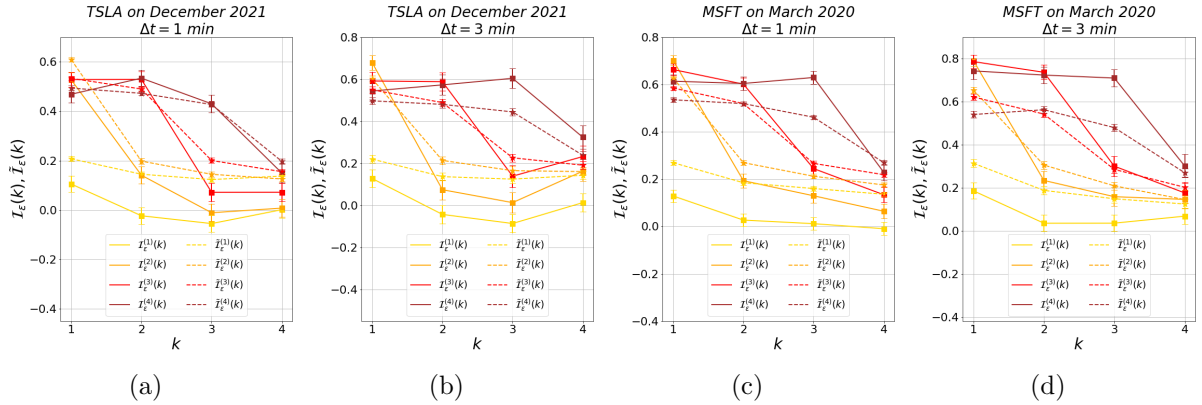 TSLA on December 2021
Δt = 1 min
0.6
0.4
0.2
0.0
−0.2
−0.4
1 2 3 4
k
𝓘ε(k), 𝓘̃ε(k)
𝓘ε⁽¹⁾(k) 𝓘̃ε⁽¹⁾(k)
𝓘ε⁽²⁾(k) 𝓘̃ε⁽²⁾(k)
𝓘ε⁽³⁾(k) 𝓘̃ε⁽³⁾(k)
𝓘ε⁽⁴⁾(k) 𝓘̃ε⁽⁴⁾(k)
(a)
TSLA on December 2021
Δt = 3 min
0.8
0.6
0.4
0.2
0.0
−0.2
−0.4
1 2 3 4
k
𝓘ε(k), 𝓘̃ε(k)
𝓘ε⁽¹⁾(k) 𝓘̃ε⁽¹⁾(k)
𝓘ε⁽²⁾(k) 𝓘̃ε⁽²⁾(k)
𝓘ε⁽³⁾(k) 𝓘̃ε⁽³⁾(k)
𝓘ε⁽⁴⁾(k) 𝓘̃ε⁽⁴⁾(k)
(b)
MSFT on March 2020
Δt = 1 min
0.8
0.6
0.4
0.2
0.0
−0.2
−0.4
1 2 3 4
k
𝓘ε(k), 𝓘̃ε(k)
𝓘ε⁽¹⁾(k) 𝓘̃ε⁽¹⁾(k)
𝓘ε⁽²⁾(k) 𝓘̃ε⁽²⁾(k)
𝓘ε⁽³⁾(k) 𝓘̃ε⁽³⁾(k)
𝓘ε⁽⁴⁾(k) 𝓘̃ε⁽⁴⁾(k)
(c)
MSFT on March 2020
Δt = 3 min
0.8
0.6
0.4
0.2
0.0
−0.2
−0.4
1 2 3 4
k
𝓘ε(k), 𝓘̃ε(k)
𝓘ε⁽¹⁾(k) 𝓘̃ε⁽¹⁾(k)
𝓘ε⁽²⁾(k) 𝓘̃ε⁽²⁾(k)
𝓘ε⁽³⁾(k) 𝓘̃ε⁽³⁾(k)
𝓘ε⁽⁴⁾(k) 𝓘̃ε⁽⁴⁾(k)
(d)